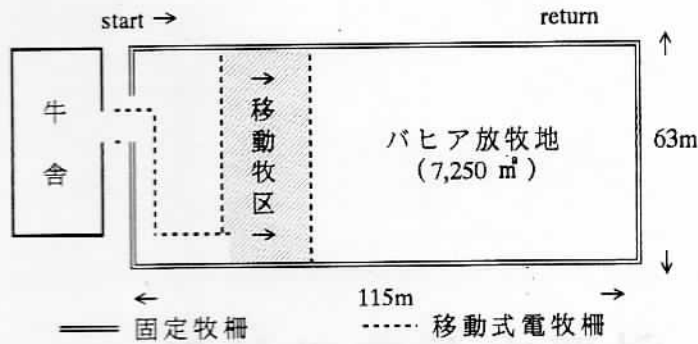 start → return
牛舎
→
移動牧区
→
バヒア放牧地
(7,250 ㎡)
63m
115m
固定牧柵 移動式電牧柵